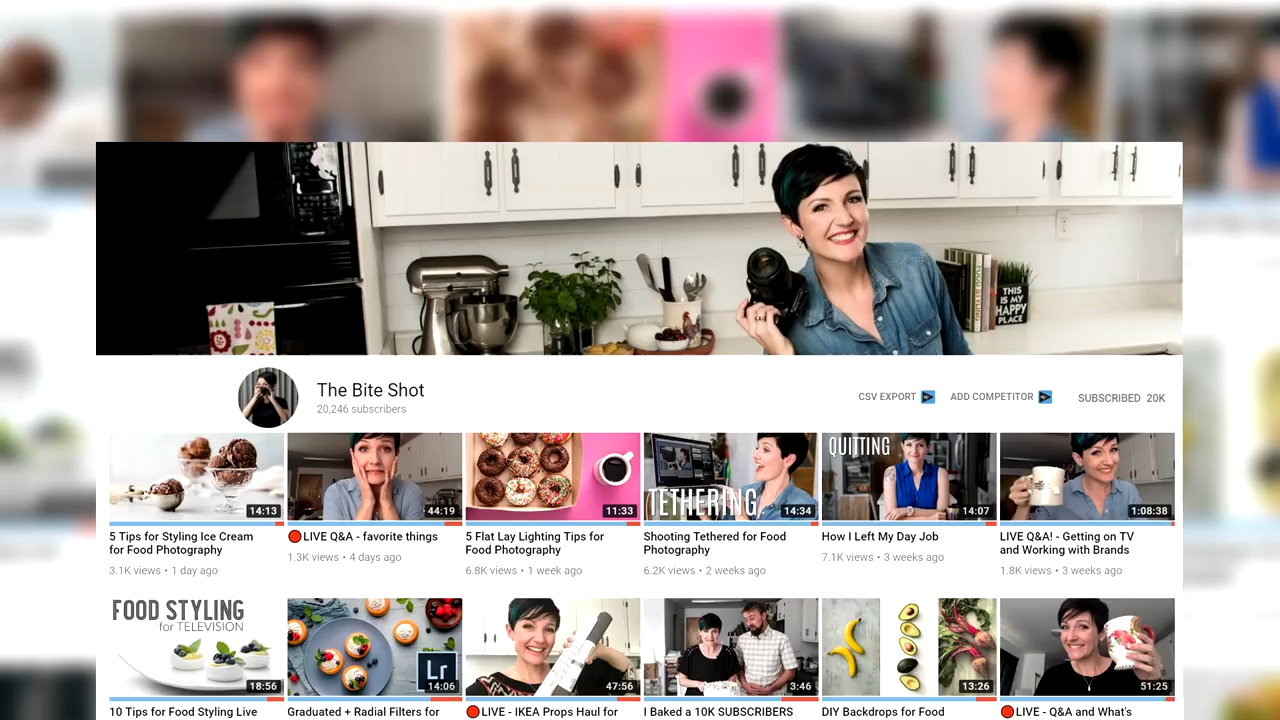 THIS IS MY HAPPY PLACE
The Bite Shot
20,246 subscribers
CSV EXPORT
ADD COMPETITOR
SUBSCRIBED 20K
14:13
44:19
11:33
TETHERING
14:34
QUITTING
14:07
1:08:38
5 Tips for Styling Ice Cream
for Food Photography
3.1K views • 1 day ago
LIVE Q&A - favorite things
1.3K views • 4 days ago
5 Flat Lay Lighting Tips for
Food Photography
6.8K views • 1 week ago
Shooting Tethered for Food
Photography
6.2K views • 2 weeks ago
How I Left My Day Job
7.1K views • 3 weeks ago
LIVE Q&A! - Getting on TV
and Working with Brands
1.8K views • 3 weeks ago
FOOD STYLING
for TELEVISION
18:56
Lr
14:06
47:56
3:46
13:26
51:25
10 Tips for Food Styling Live
Graduated + Radial Filters for
LIVE - IKEA Props Haul for
I Baked a 10K SUBSCRIBERS
DIY Backdrops for Food
LIVE - Q&A and What's